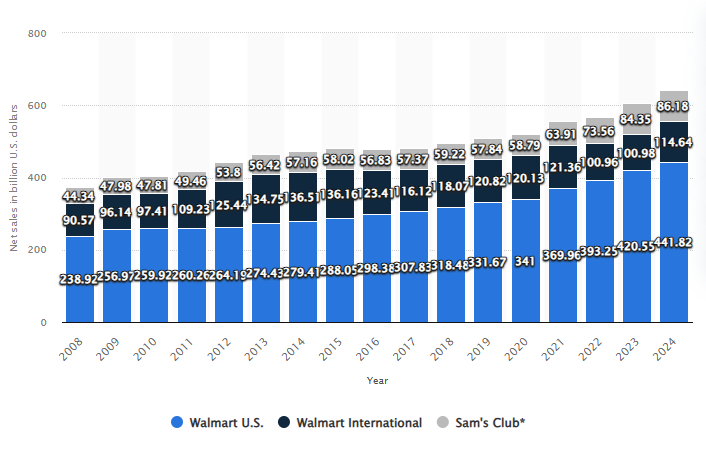 800
600
400
200
0
Net sales in billion U.S. dollars
44.34 47.98 47.81 49.46 53.8 56.42 57.16 58.02 56.83 57.37 59.22 57.84 58.79 63.91 73.56 84.35 86.18
90.57 96.14 97.41 109.23 125.44 134.75 136.51 136.16 123.41 116.12 118.07 120.82 120.13 121.36 100.96 100.98 114.64
238.92 256.97 259.92 260.26 264.19 274.43 279.41 288.05 298.38 307.83 318.48 331.67 341 369.96 393.25 420.55 441.82
2008 2009 2010 2011 2012 2013 2014 2015 2016 2017 2018 2019 2020 2021 2022 2023 2024
Year
Walmart U.S. Walmart International Sam's Club*